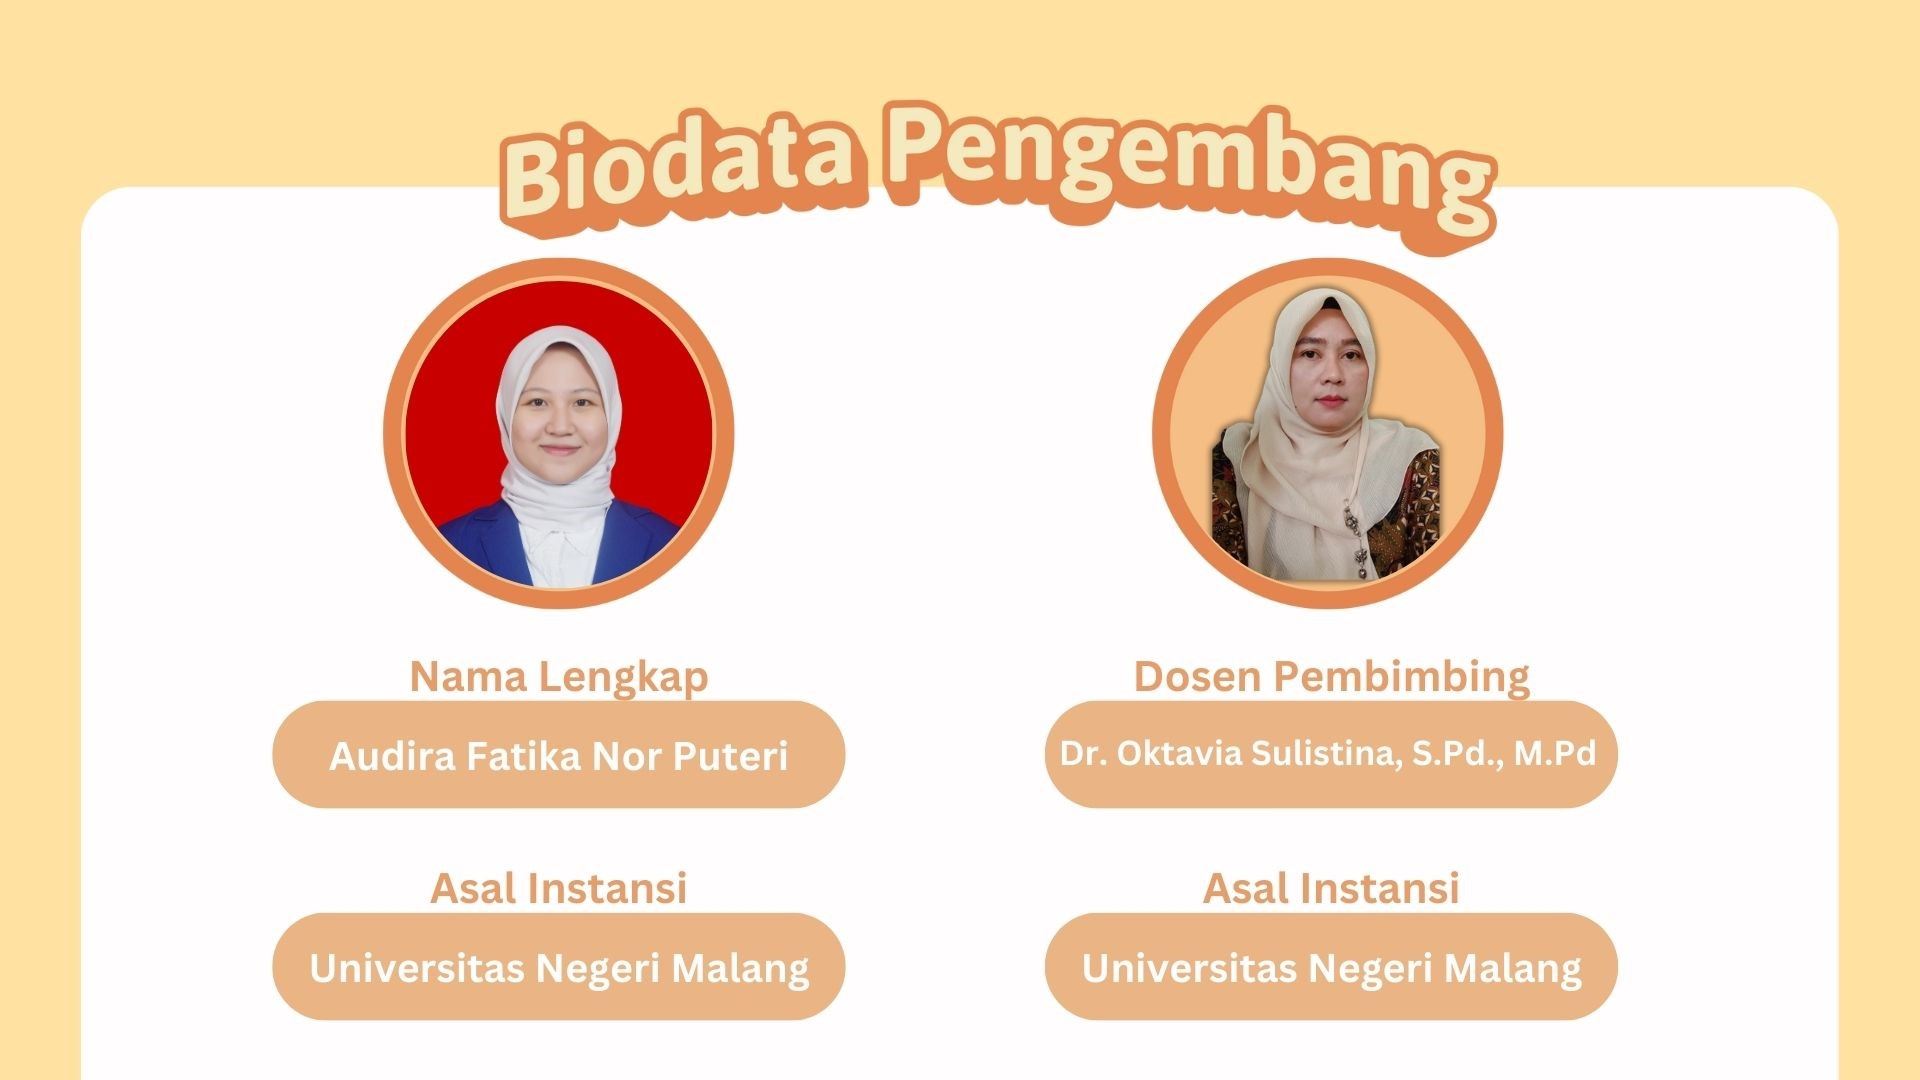 Biodata Pengembang
Nama Lengkap
Audira Fatika Nor Puteri
Asal Instansi
Universitas Negeri Malang
Dosen Pembimbing
Dr. Oktavia Sulistina, S.Pd., M.Pd
Asal Instansi
Universitas Negeri Malang